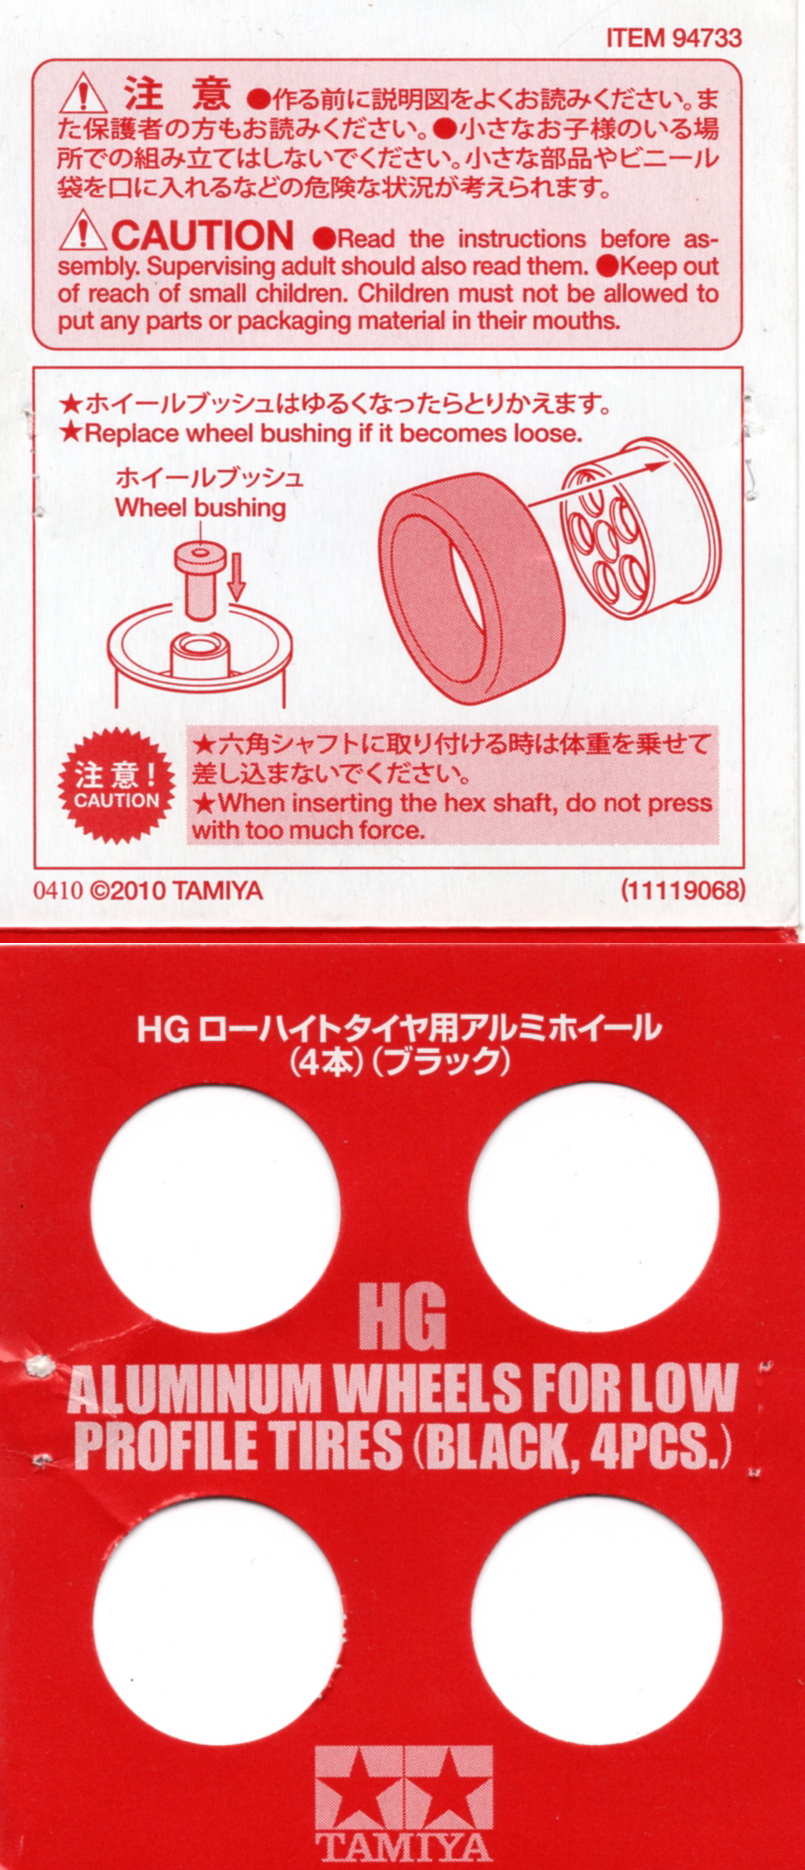 ITEM 94733
注 意 ●作る前に説明図をよくお読みください。ま
た保護者の方もお読みください。●小さなお子様のいる場
所での組み立てはしないでください。小さな部品やビニール
袋を口に入れるなどの危険な状況が考えられます。
CAUTION ●Read the instructions before as-
sembly. Supervising adult should also read them. ●Keep out
of reach of small children. Children must not be allowed to
put any parts or packaging material in their mouths.
★ホイールブッシュはゆるくなったらとりかえます。
★Replace wheel bushing if it becomes loose.
ホイールブッシュ
Wheel bushing
注意!
CAUTION
★六角シャフトに取り付ける時は体重を乗せて
差し込まないでください。
★When inserting the hex shaft, do not press
with too much force.
0410 ©2010 TAMIYA (11119068)
HG ローハイトタイヤ用アルミホイール
(4本)(ブラック)
HG
ALUMINUM WHEELS FOR LOW
PROFILE TIRES (BLACK, 4PCS.)
TAMIYA